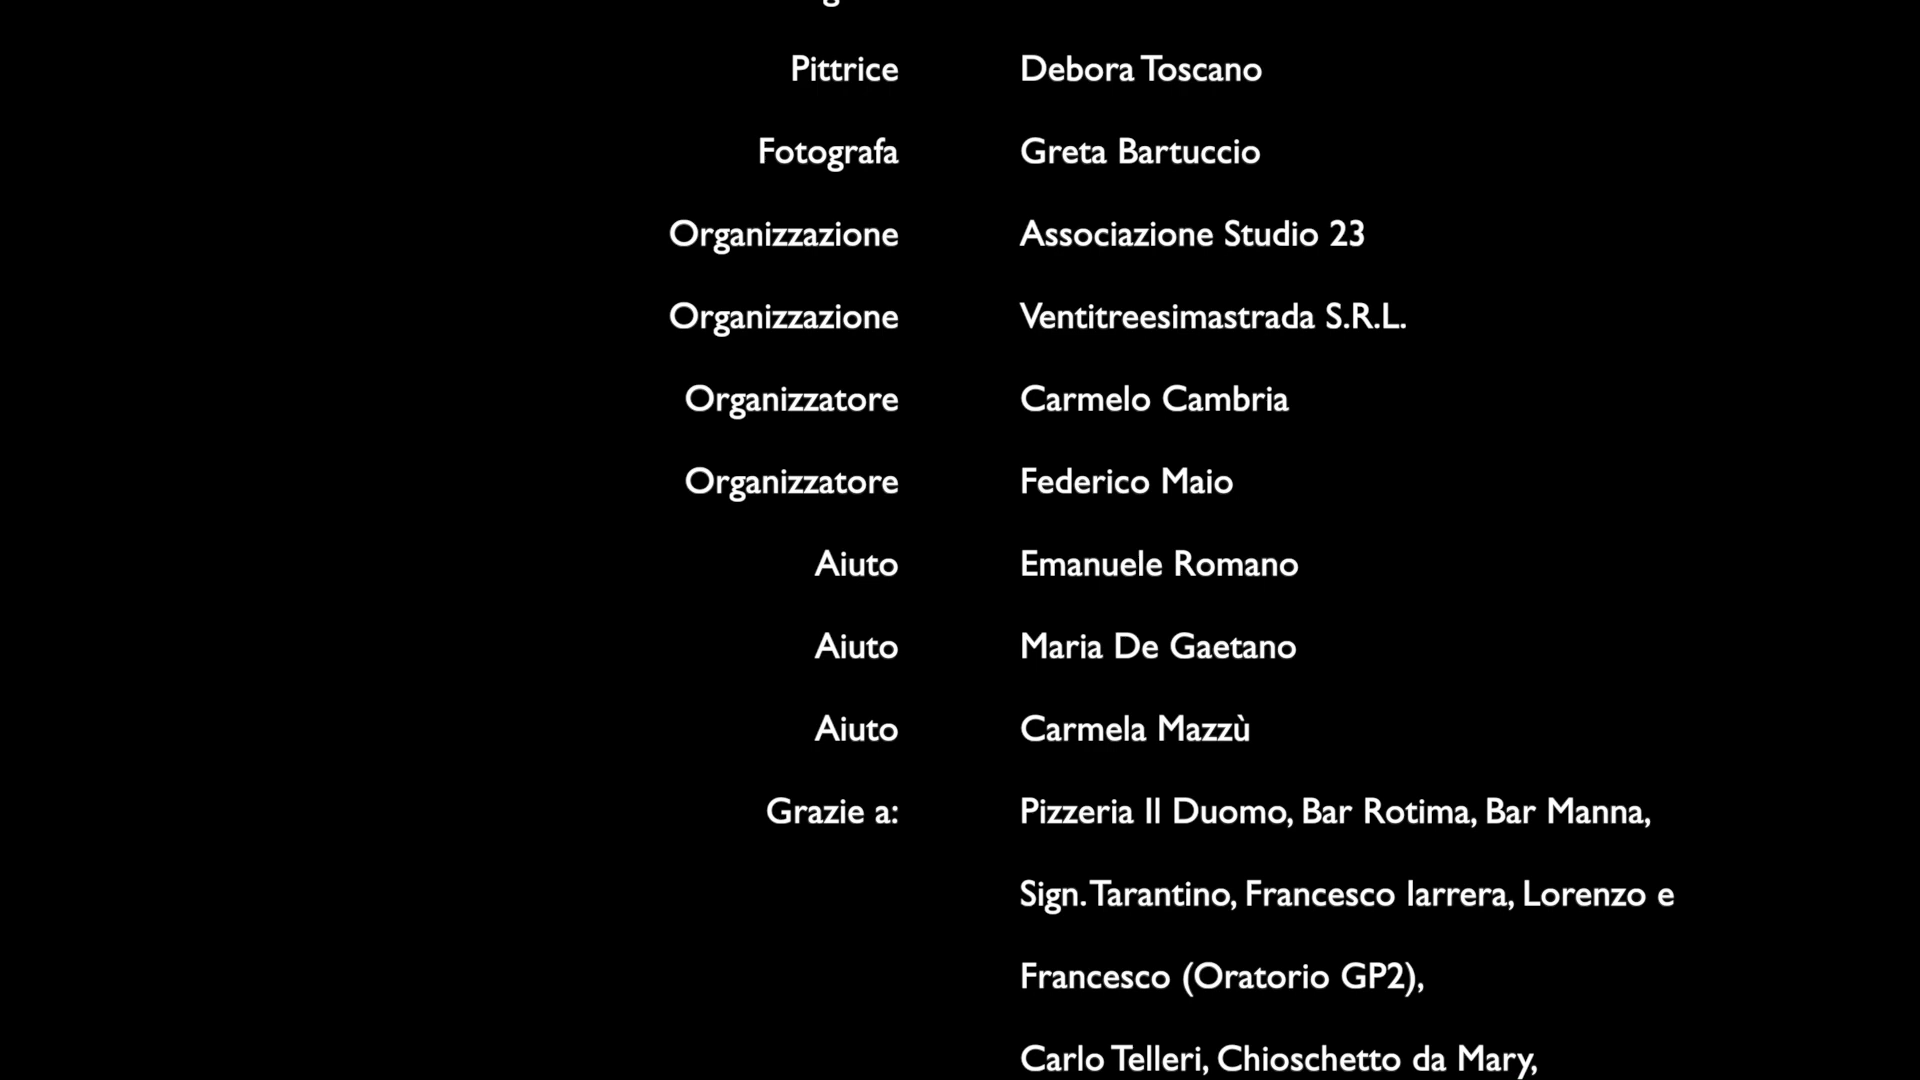 Pittrice Debora Toscano
Fotografa Greta Bartuccio
Organizzazione Associazione Studio 23
Organizzazione Ventitreesimastrada S.R.L.
Organizzatore Carmelo Cambria
Organizzatore Federico Maio
Aiuto Emanuele Romano
Aiuto Maria De Gaetano
Aiuto Carmela Mazzù
Grazie a: Pizzeria Il Duomo, Bar Rotima, Bar Manna,
Sign. Tarantino, Francesco Iarrera, Lorenzo e
Francesco (Oratorio GP2),
Carlo Telleri, Chioschetto da Mary,